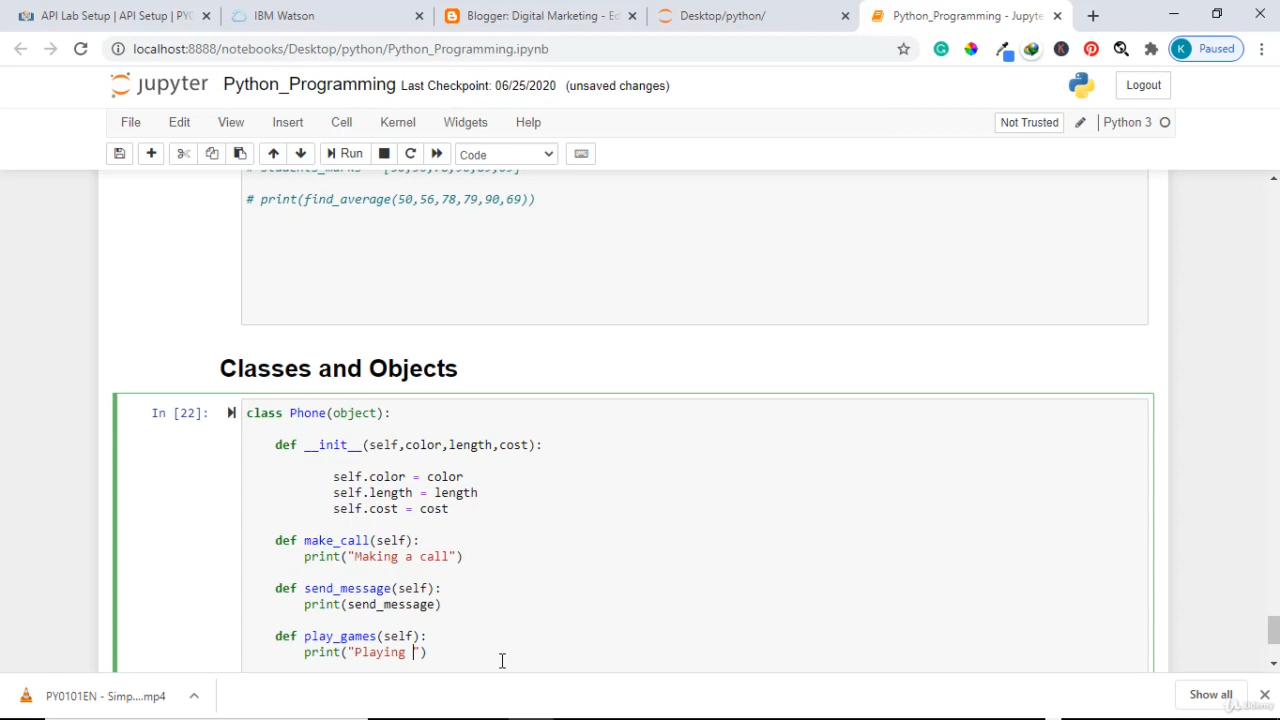 API Lab Setup | API Setup | PY0
IBM Watson
Blogger: Digital Marketing - Ed
Desktop/python/
Python_Programming - Jupyte
localhost:8888/notebooks/Desktop/python/Python_Programming.ipynb
K Paused
jupyter Python_Programming Last Checkpoint: 06/25/2020 (unsaved changes)
Logout
File Edit View Insert Cell Kernel Widgets Help
Not Trusted Python 3
Run Code
# print(find_average(50,56,78,79,90,69))
Classes and Objects
In [22]: class Phone(object):
def __init__(self,color,length,cost):
self.color = color
self.length = length
self.cost = cost
def make_call(self):
print("Making a call")
def send_message(self):
print(send_message)
def play_games(self):
print("Playing ")
PY0101EN - Simp....mp4
Show all
Udemy